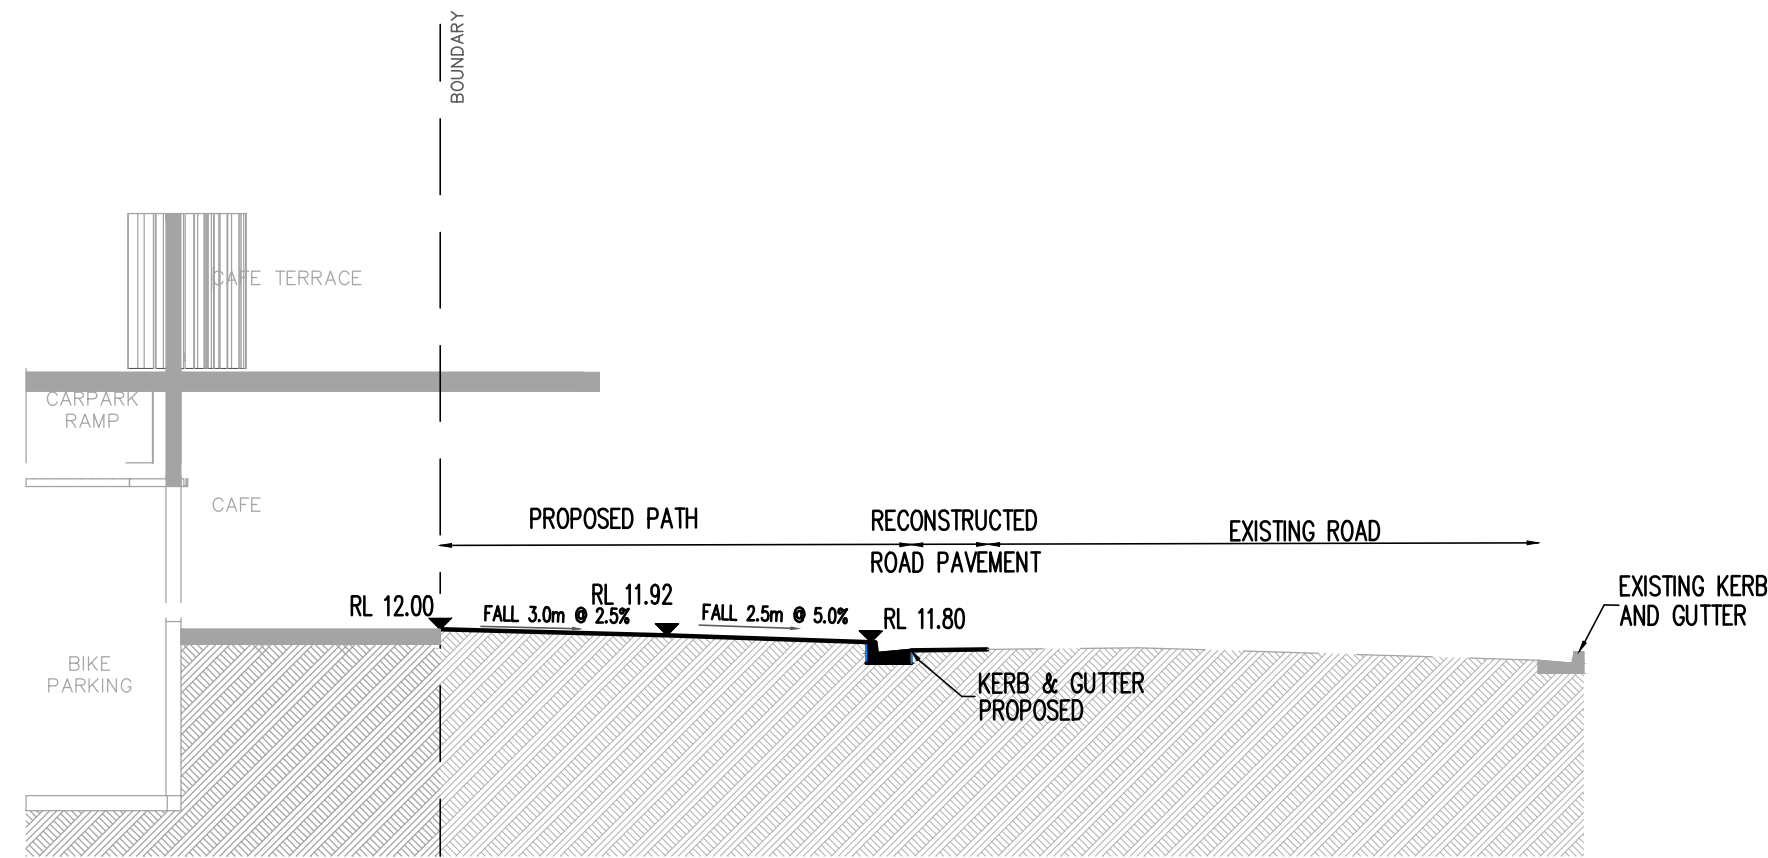 BOUNDARY
CAFE TERRACE
CARPARK
RAMP
CAFE
PROPOSED PATH
RECONSTRUCTED
ROAD PAVEMENT
EXISTING ROAD
EXISTING KERB
AND GUTTER
RL 12.00
FALL 3.0m @ 2.5%
RL 11.92
FALL 2.5m @ 5.0%
RL 11.80
BIKE
PARKING
KERB & GUTTER
PROPOSED